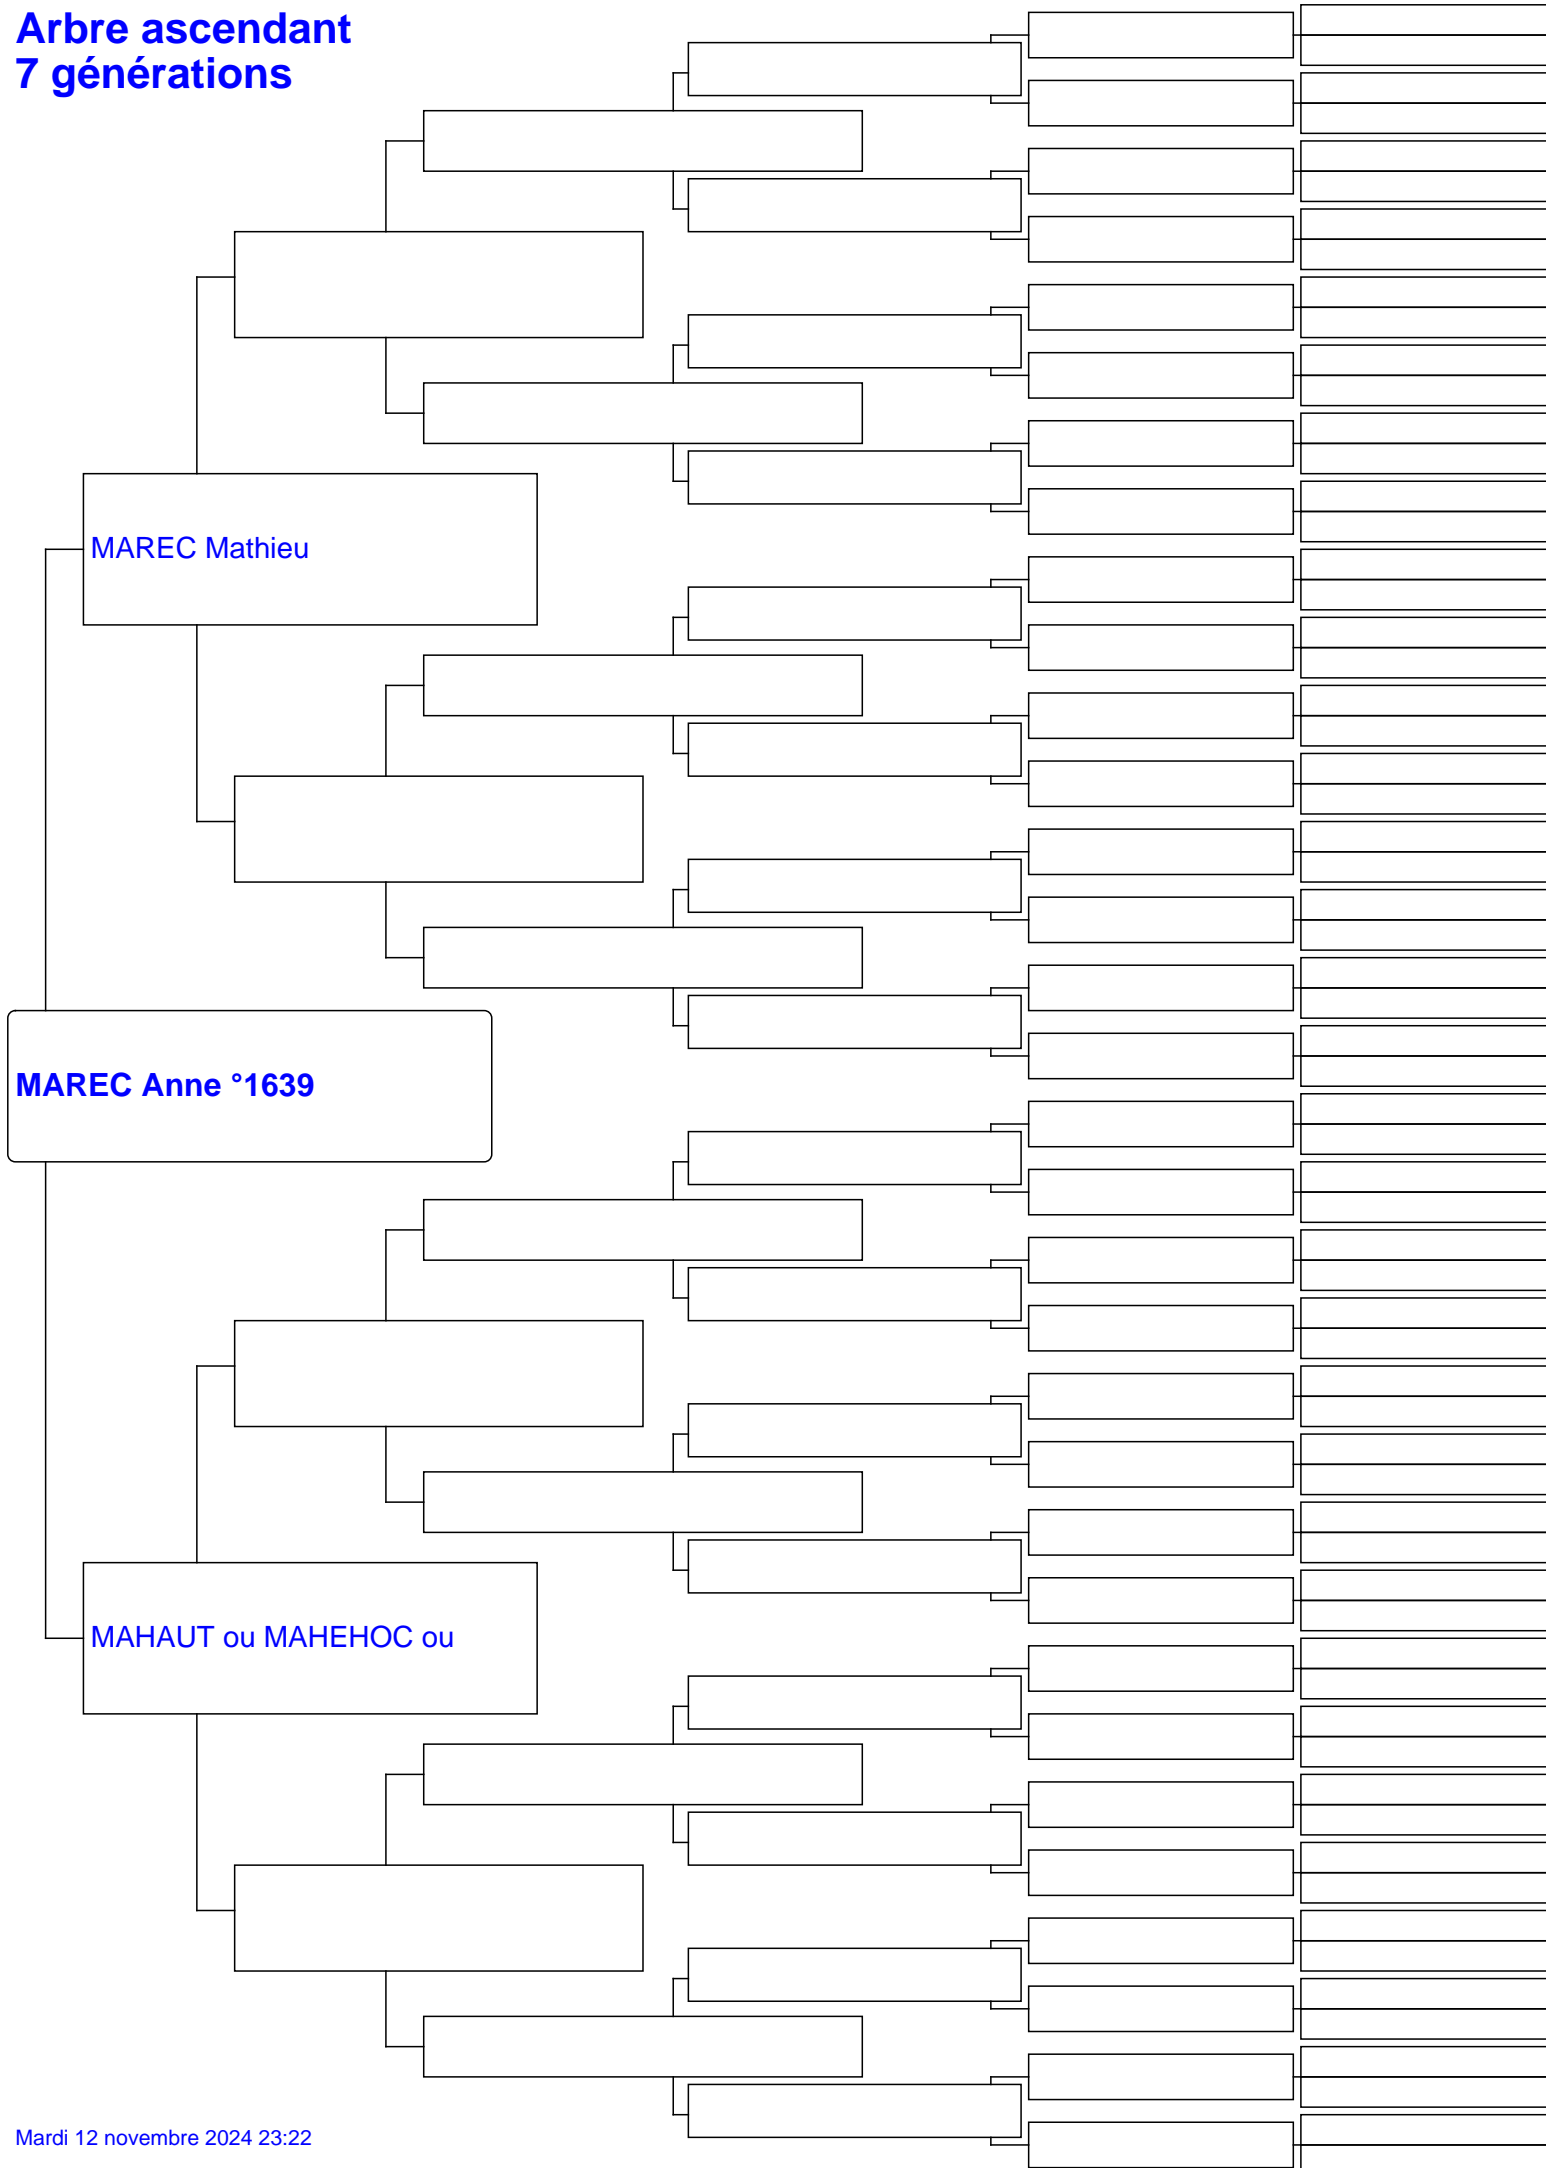 Arbre ascendant
7 générations
MAREC Mathieu
MAREC Anne °1639
MAHAUT ou MAHEHOC ou
Mardi 12 novembre 2024 23:22